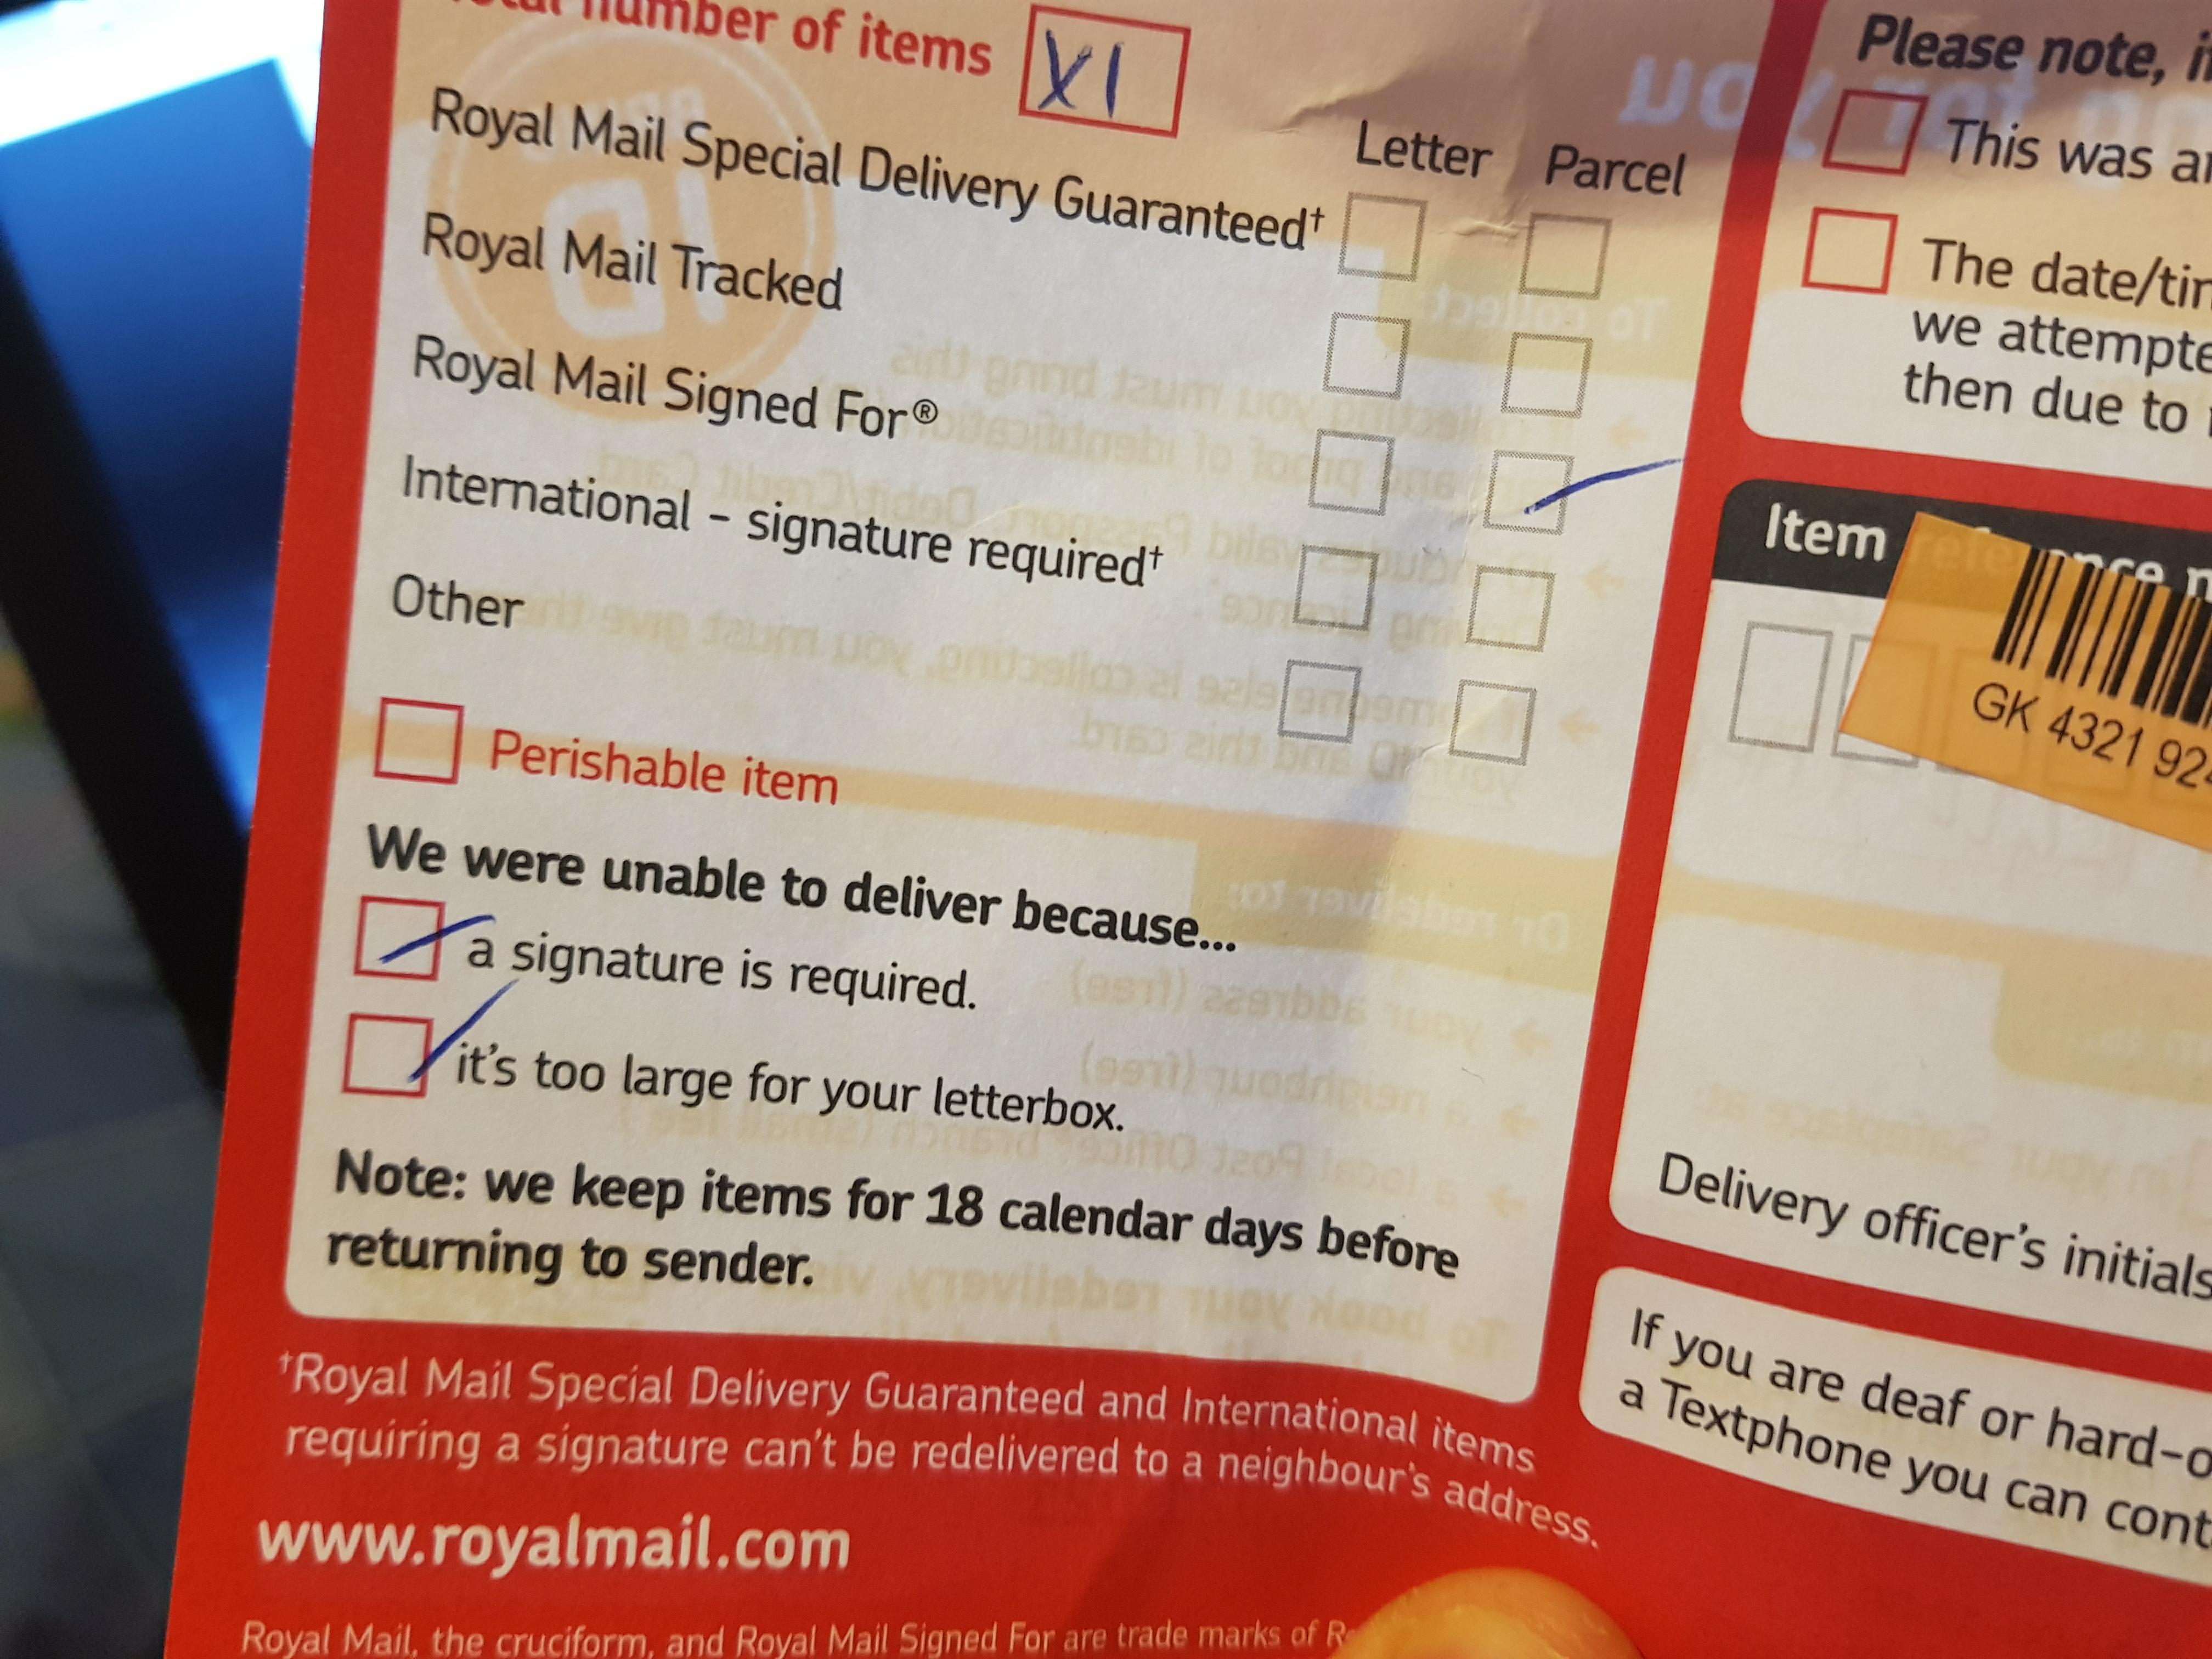 number of items X1
Letter Parcel
Royal Mail Special Delivery Guaranteed†
Royal Mail Tracked
Royal Mail Signed For®
International - signature required†
Other
Perishable item
We were unable to deliver because...
a signature is required.
it's too large for your letterbox.
Note: we keep items for 18 calendar days before
returning to sender.
†Royal Mail Special Delivery Guaranteed and International items
requiring a signature can't be redelivered to a neighbour's address.
www.royalmail.com
Royal Mail, the cruciform, and Royal Mail Signed For are trade marks of
Please note,
This was
The date/
we
then due to
Item
GK 4321 92
Delivery officer's initials
If you are deaf or
a Textphone you can